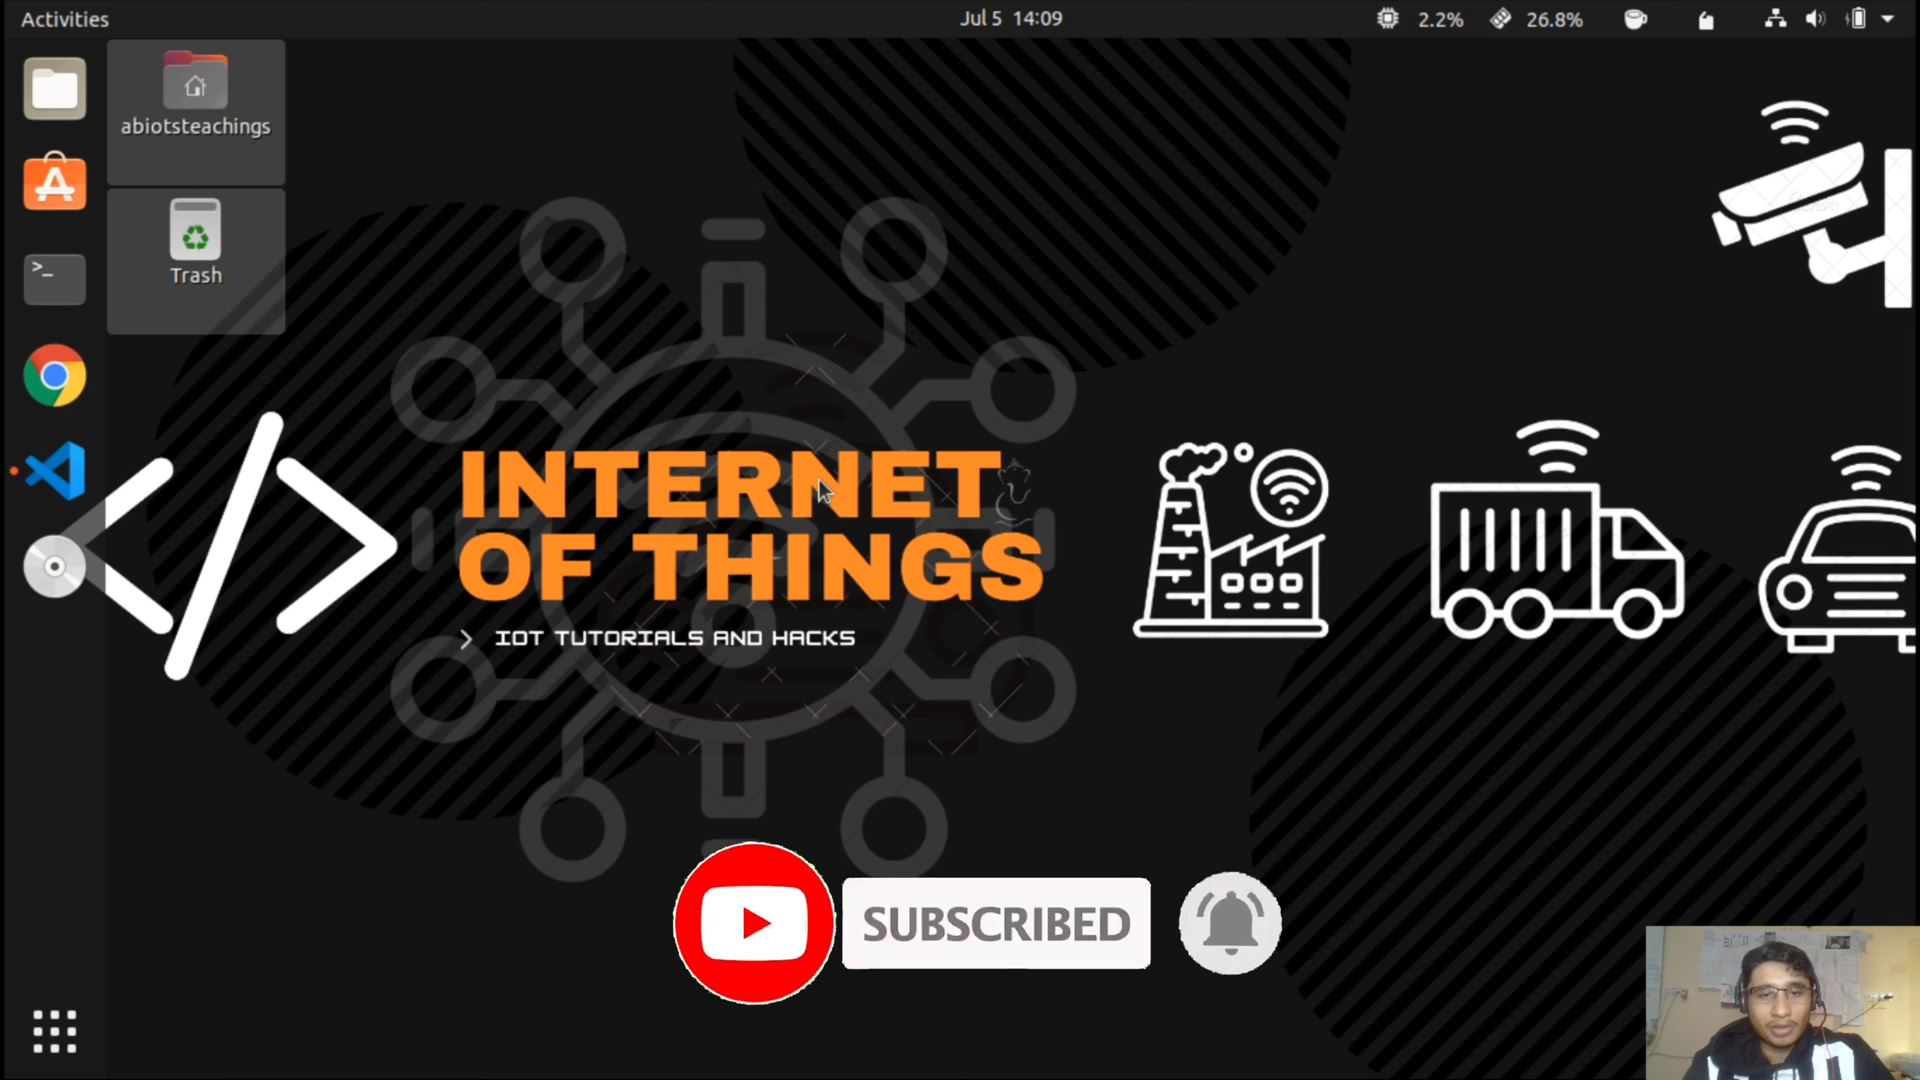 Activities
Jul 5 14:09
2.2%
26.8%
abiotsteachings
Trash
INTERNET
OF THINGS
> IOT TUTORIALS AND HACKS
SUBSCRIBED